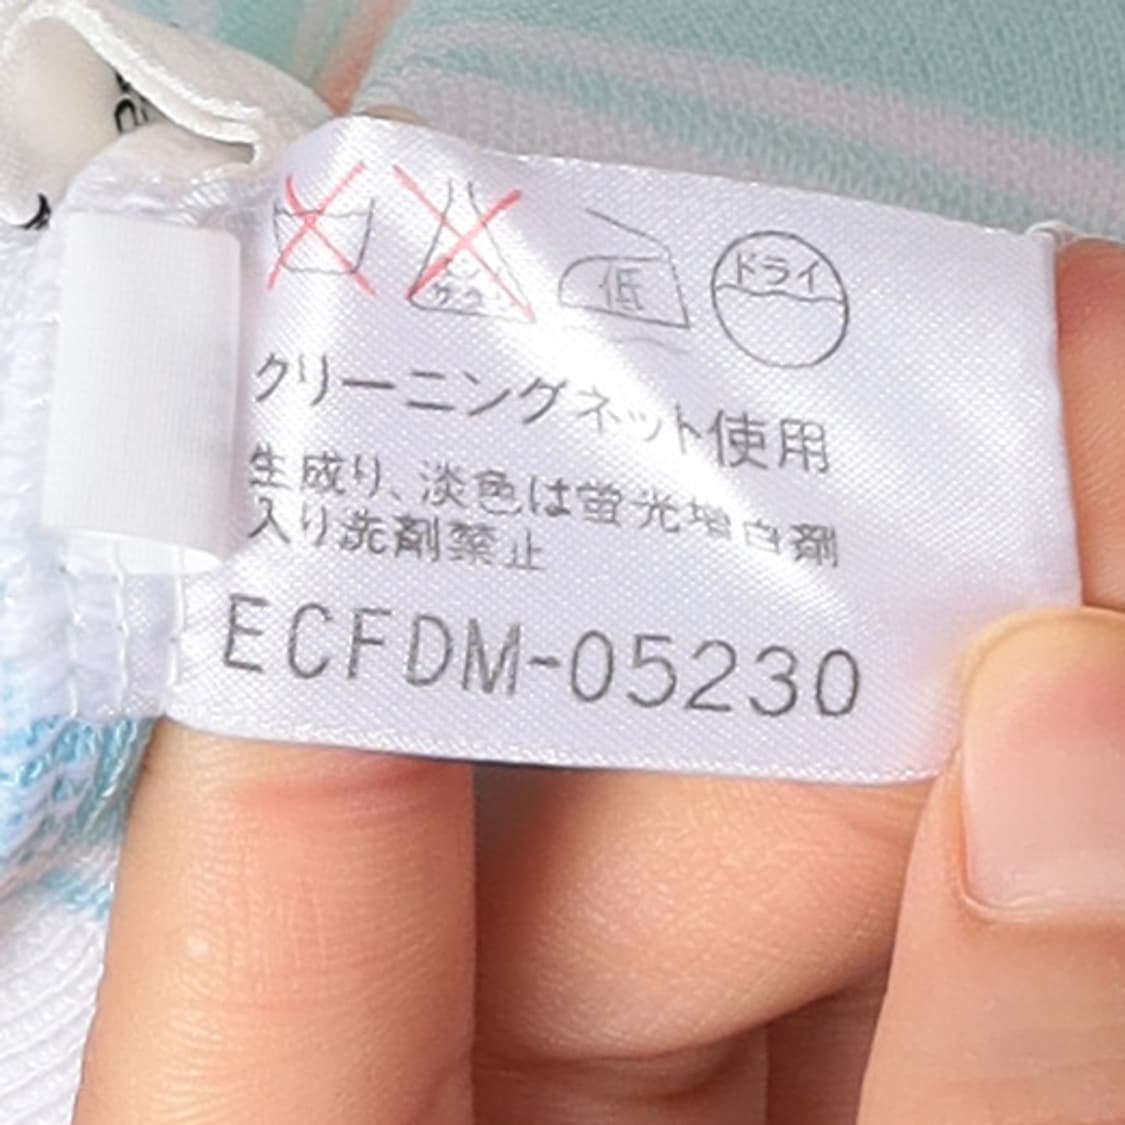 低
ドライ
クリーニングネット使用
生成り、淡色は蛍光増白剤
入り洗剤禁止
ECFDM-05230